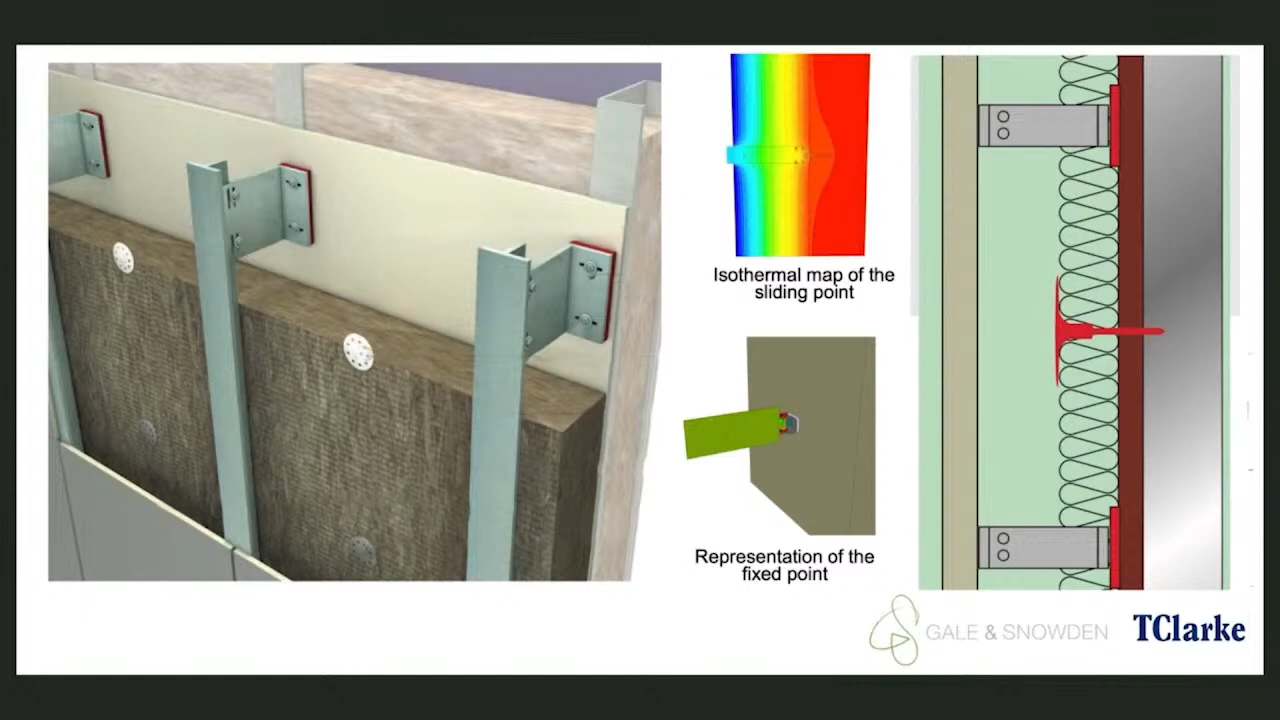 Isothermal map of the
sliding point
Representation of the
fixed point
GALE & SNOWDEN
TClarke